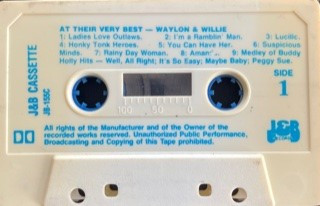 AT THEIR VERY BEST — WAYLON & WILLIE
1: Ladies Love Outlaws. 2: I'm a Ramblin' Man. 3: Lucille.
4: Honky Tonk Heroes. 5: You Can Have Her. 6: Suspicious
Minds. 7: Rainy Day Woman. 8: Aman'.. 9: Medley of Buddy
Holly Hits — Well, All Right; It's So Easy; Maybe Baby; Peggy Sue.
J&B CASSETTE
JB-155C
SIDE
1
100 50 0
All rights of the Manufacturer and of the Owner of the
recorded works reserved. Unauthorized Public Performance,
Broadcasting and Copying of this Tape prohibited.
J&B